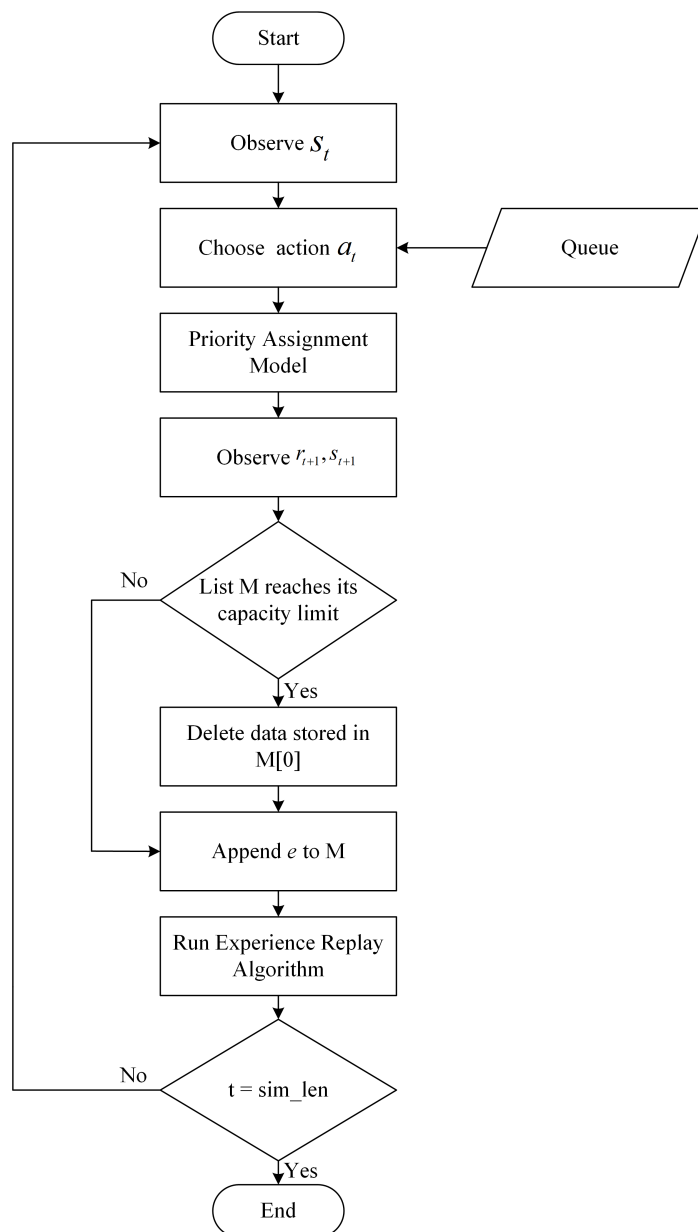 Start
Observe s_t
Choose action a_t
Queue
Priority Assignment
Model
Observe r_{t+1}, s_{t+1}
No
List M reaches its
capacity limit
Yes
Delete data stored in
M[0]
Append e to M
Run Experience Replay
Algorithm
No
t = sim_len
Yes
End